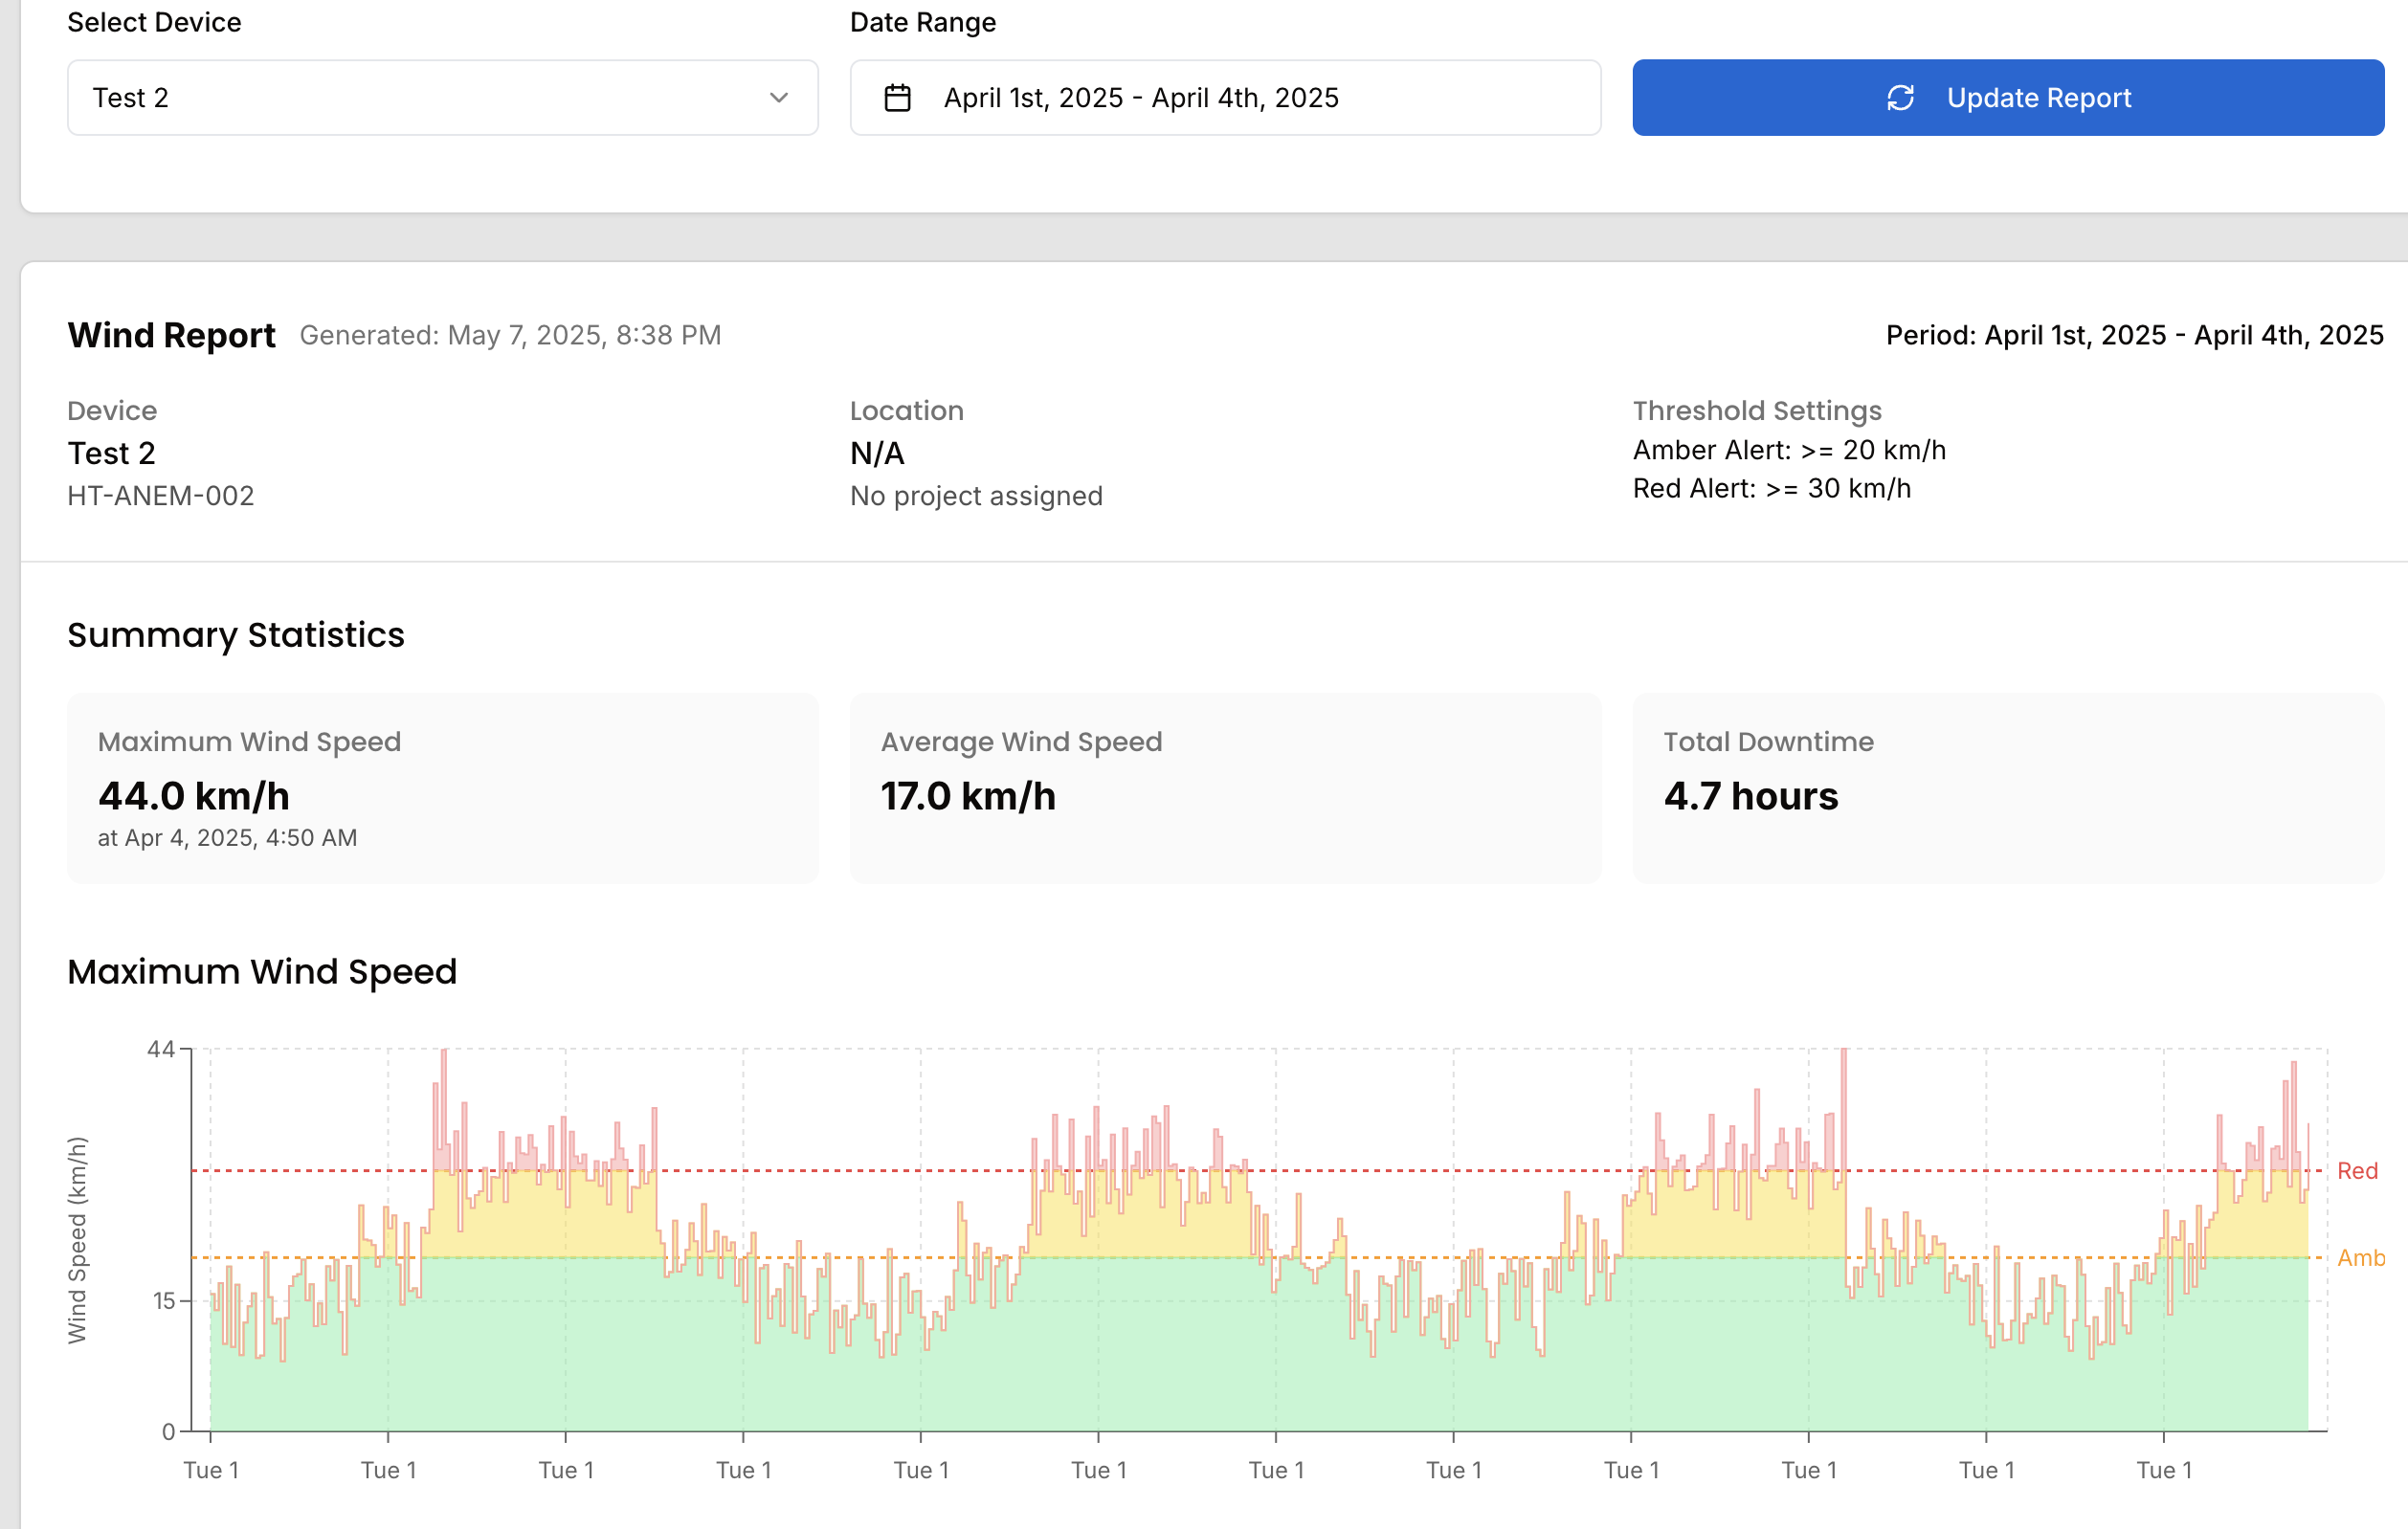 Select Device
Date Range
Test 2
April 1st, 2025 - April 4th, 2025
Update Report
Wind Report
Generated: May 7, 2025, 8:38 PM
Period: April 1st, 2025 - April 4th, 2025
Device
Test 2
HT-ANEM-002
Location
N/A
No project assigned
Threshold Settings
Amber Alert: >= 20 km/h
Red Alert: >= 30 km/h
Summary Statistics
Maximum Wind Speed
44.0 km/h
at Apr 4, 2025, 4:50 AM
Average Wind Speed
17.0 km/h
Total Downtime
4.7 hours
Maximum Wind Speed
Wind Speed (km/h)
44
15
0
Red
Amb
Tue 1
Tue 1
Tue 1
Tue 1
Tue 1
Tue 1
Tue 1
Tue 1
Tue 1
Tue 1
Tue 1
Tue 1